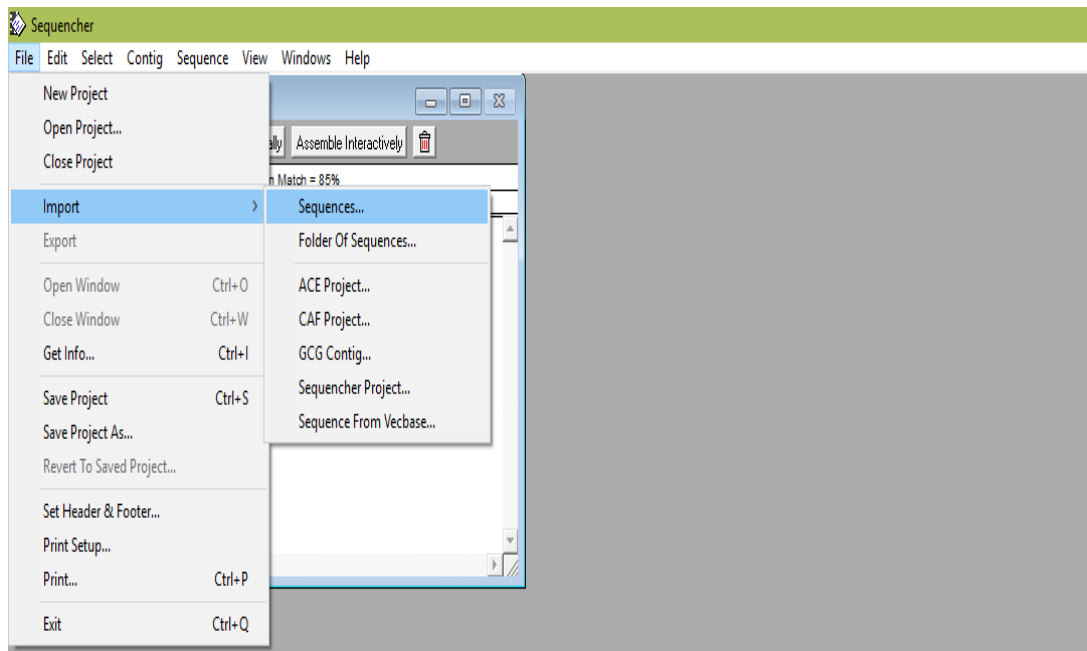 Sequencher
File Edit Select Contig Sequence View Windows Help
New Project
Open Project...
Close Project
Import >
Export
Open Window Ctrl+O
Close Window Ctrl+W
Get Info... Ctrl+I
Save Project Ctrl+S
Save Project As...
Revert To Saved Project...
Set Header & Footer...
Print Setup...
Print... Ctrl+P
Exit Ctrl+Q
ally Assemble Interactively
n Match = 85%
Sequences...
Folder Of Sequences...
ACE Project...
CAF Project...
GCG Contig...
Sequencher Project...
Sequence From Vecbase...